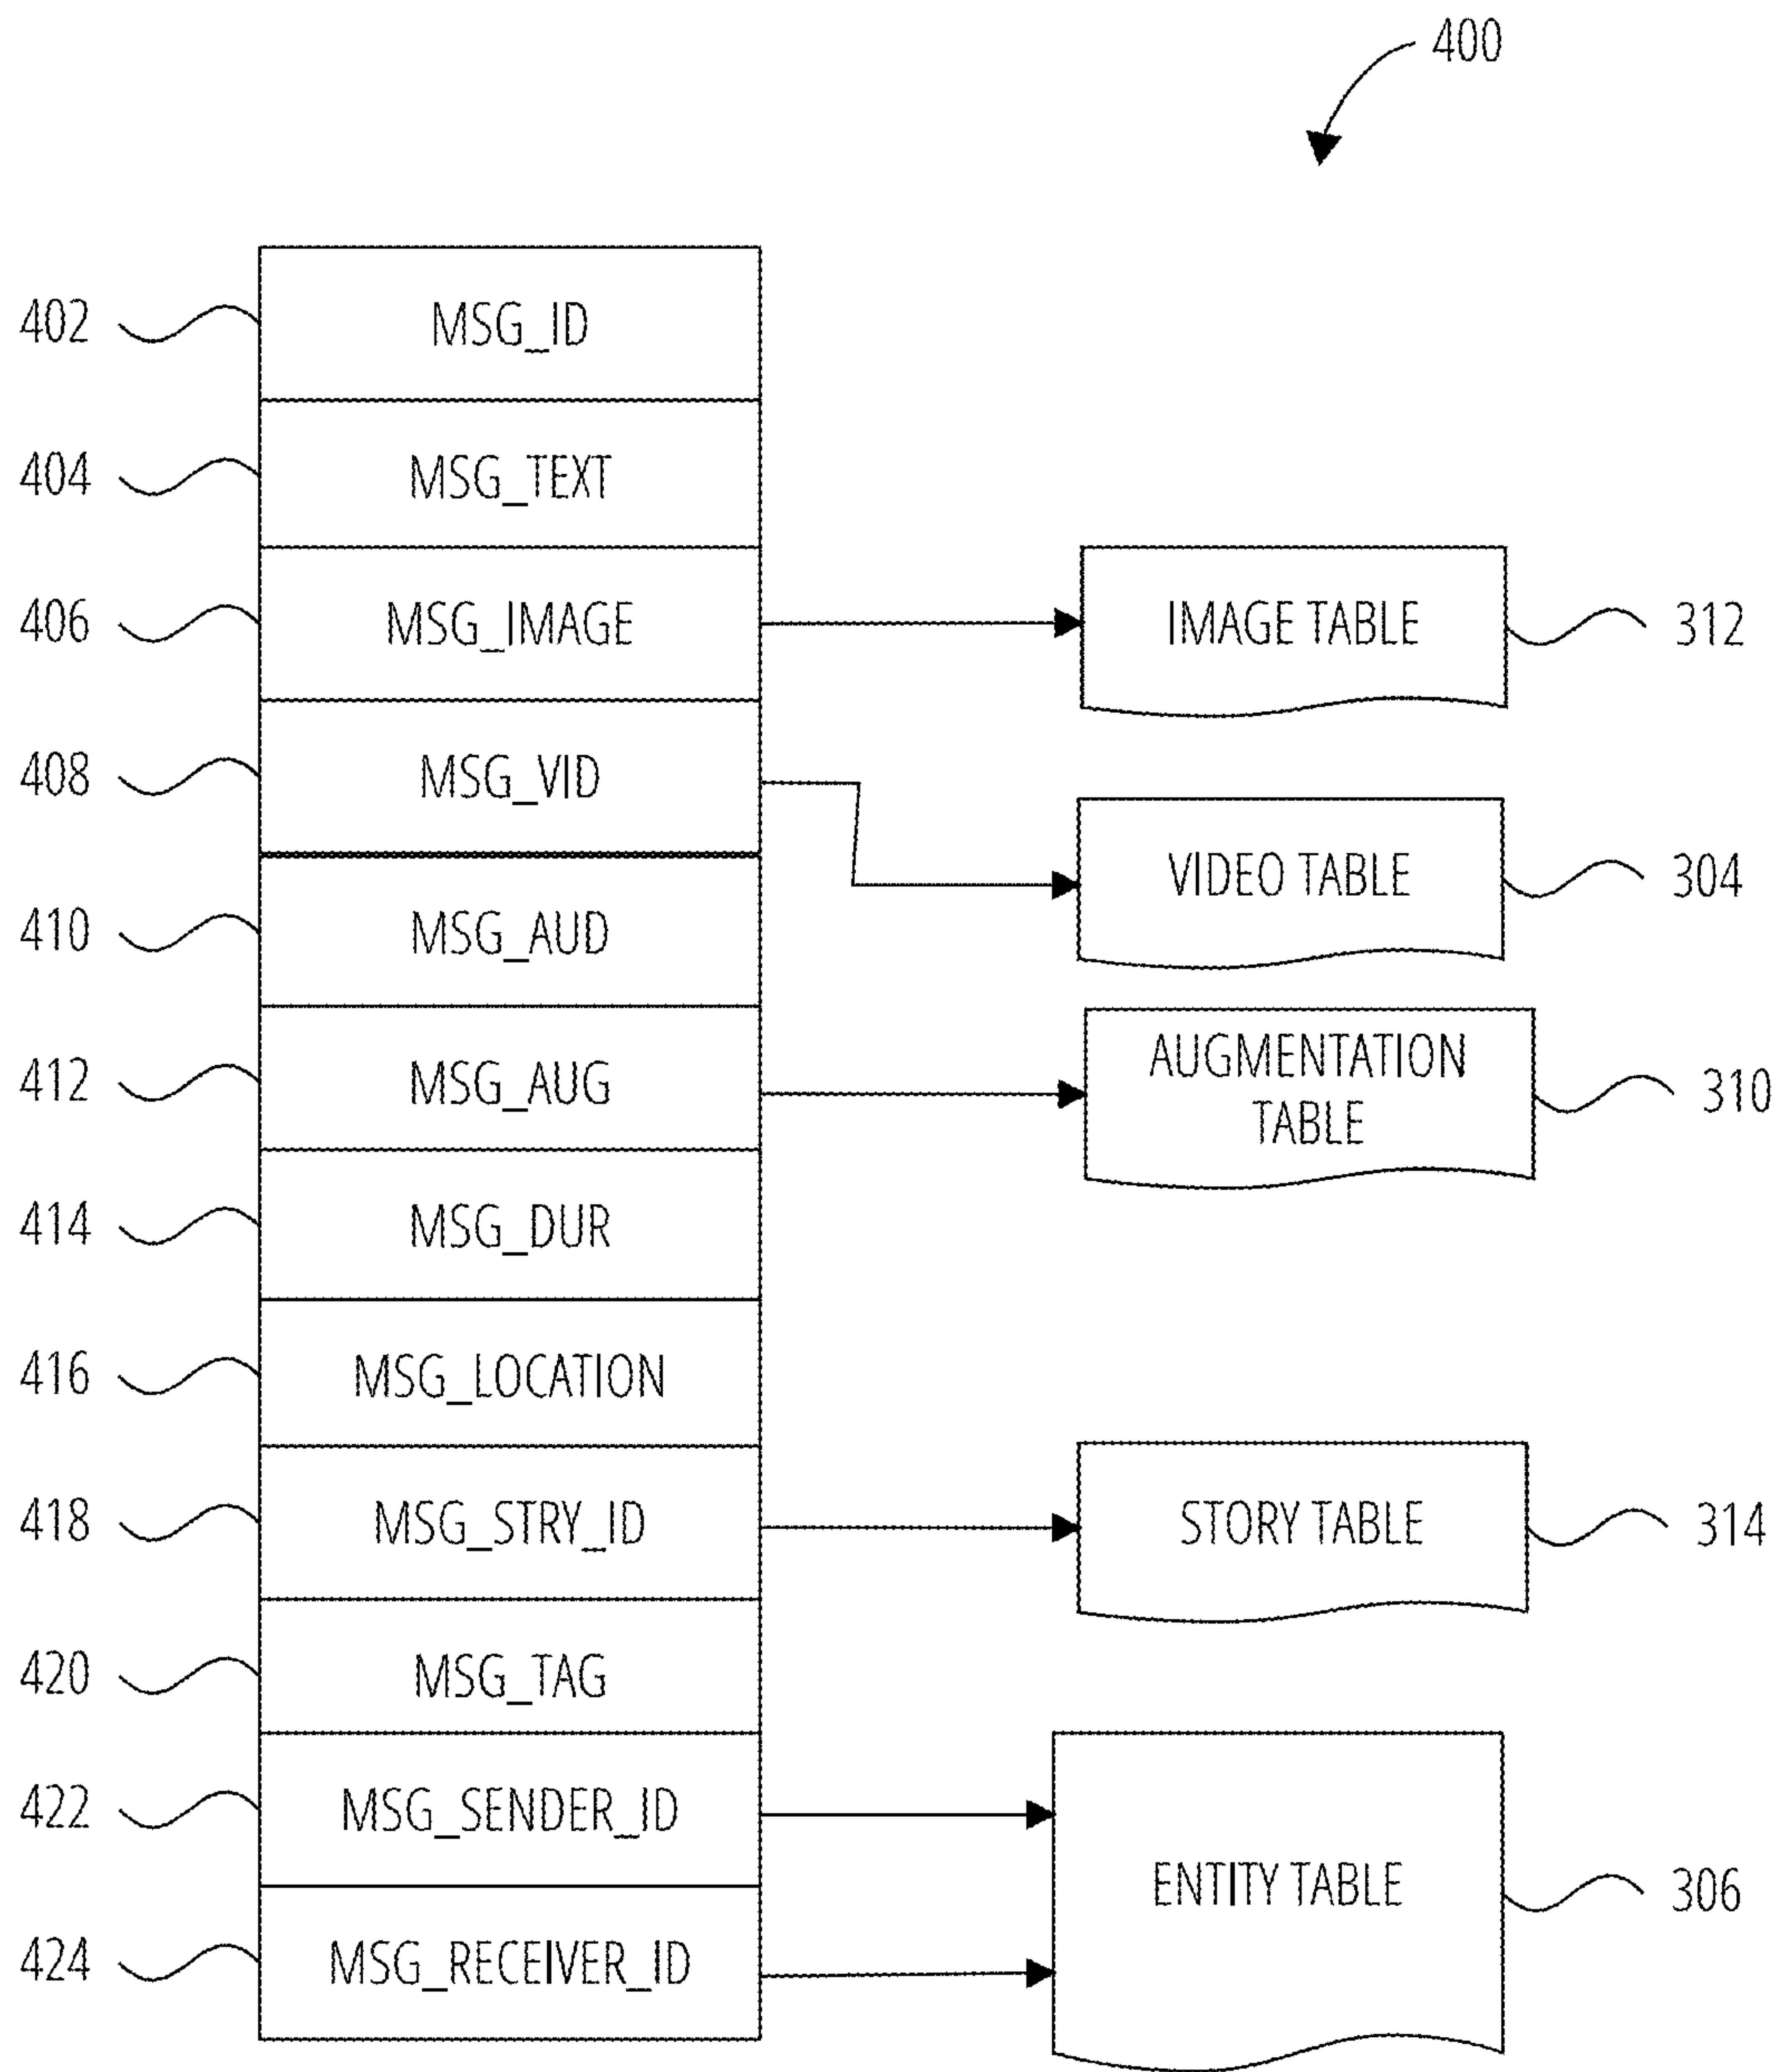 400
402 MSG_ID
404 MSG_TEXT
406 MSG_IMAGE IMAGE TABLE 312
408 MSG_VID VIDEO TABLE 304
410 MSG_AUD
412 MSG_AUG AUGMENTATION
TABLE 310
414 MSG_DUR
416 MSG_LOCATION
418 MSG_STRY_ID STORY TABLE 314
420 MSG_TAG
422 MSG_SENDER_ID
ENTITY TABLE 306
424 MSG_RECEIVER_ID